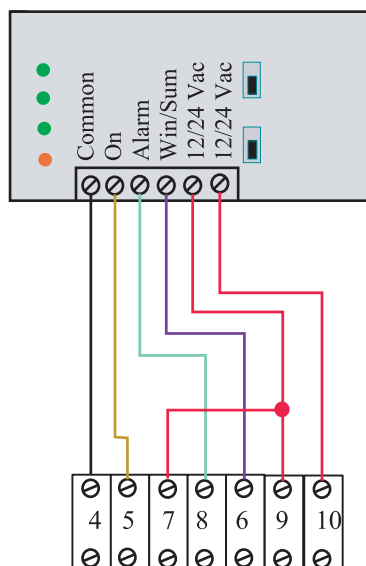 Common
On
Alarm
Win/Sum
12/24 Vac
12/24 Vac
4 5 7 8 6 9 10